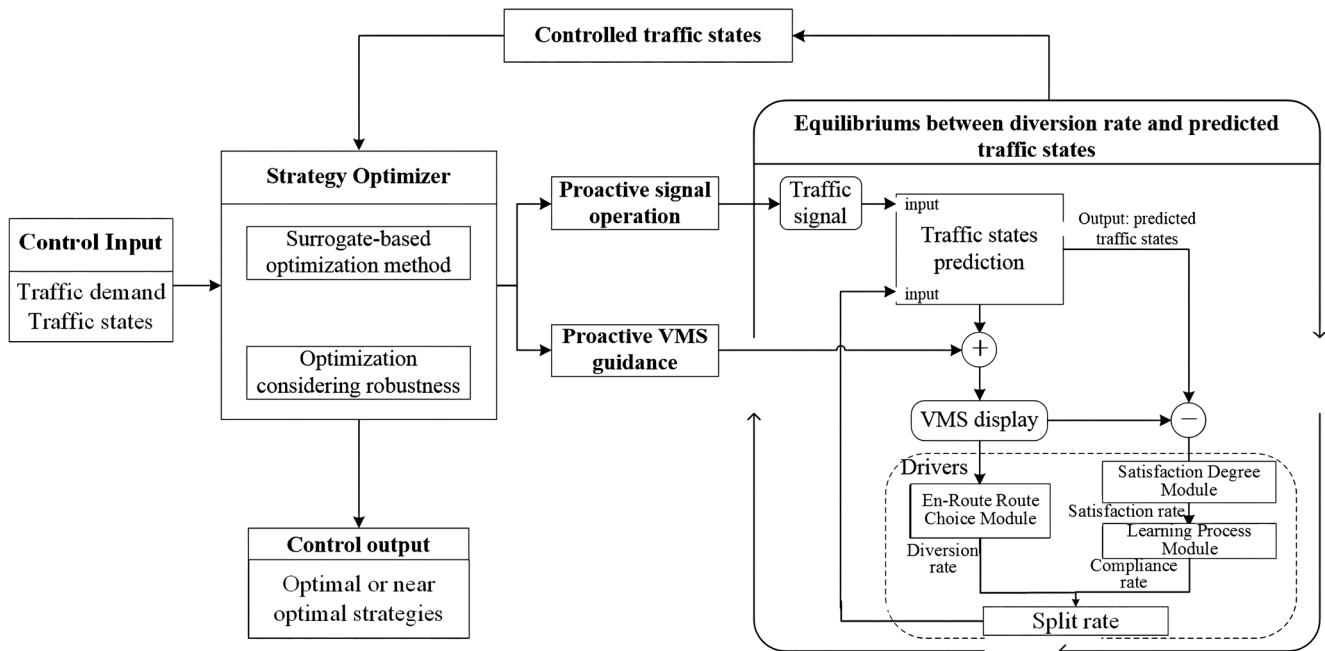 Controlled traffic states
Equilibriums between diversion rate and predicted
traffic states
Strategy Optimizer
Surrogate-based
optimization method
Optimization
considering robustness
Control Input
Traffic demand
Traffic states
Proactive signal
operation
Proactive VMS
guidance
Traffic
signal
input
Traffic states
prediction
input
Output: predicted
traffic states
+
VMS display
−
Drivers
En-Route Route
Choice Module
Diversion
rate
Satisfaction Degree
Module
Satisfaction rate
Learning Process
Module
Compliance
rate
Split rate
Control output
Optimal or near
optimal strategies